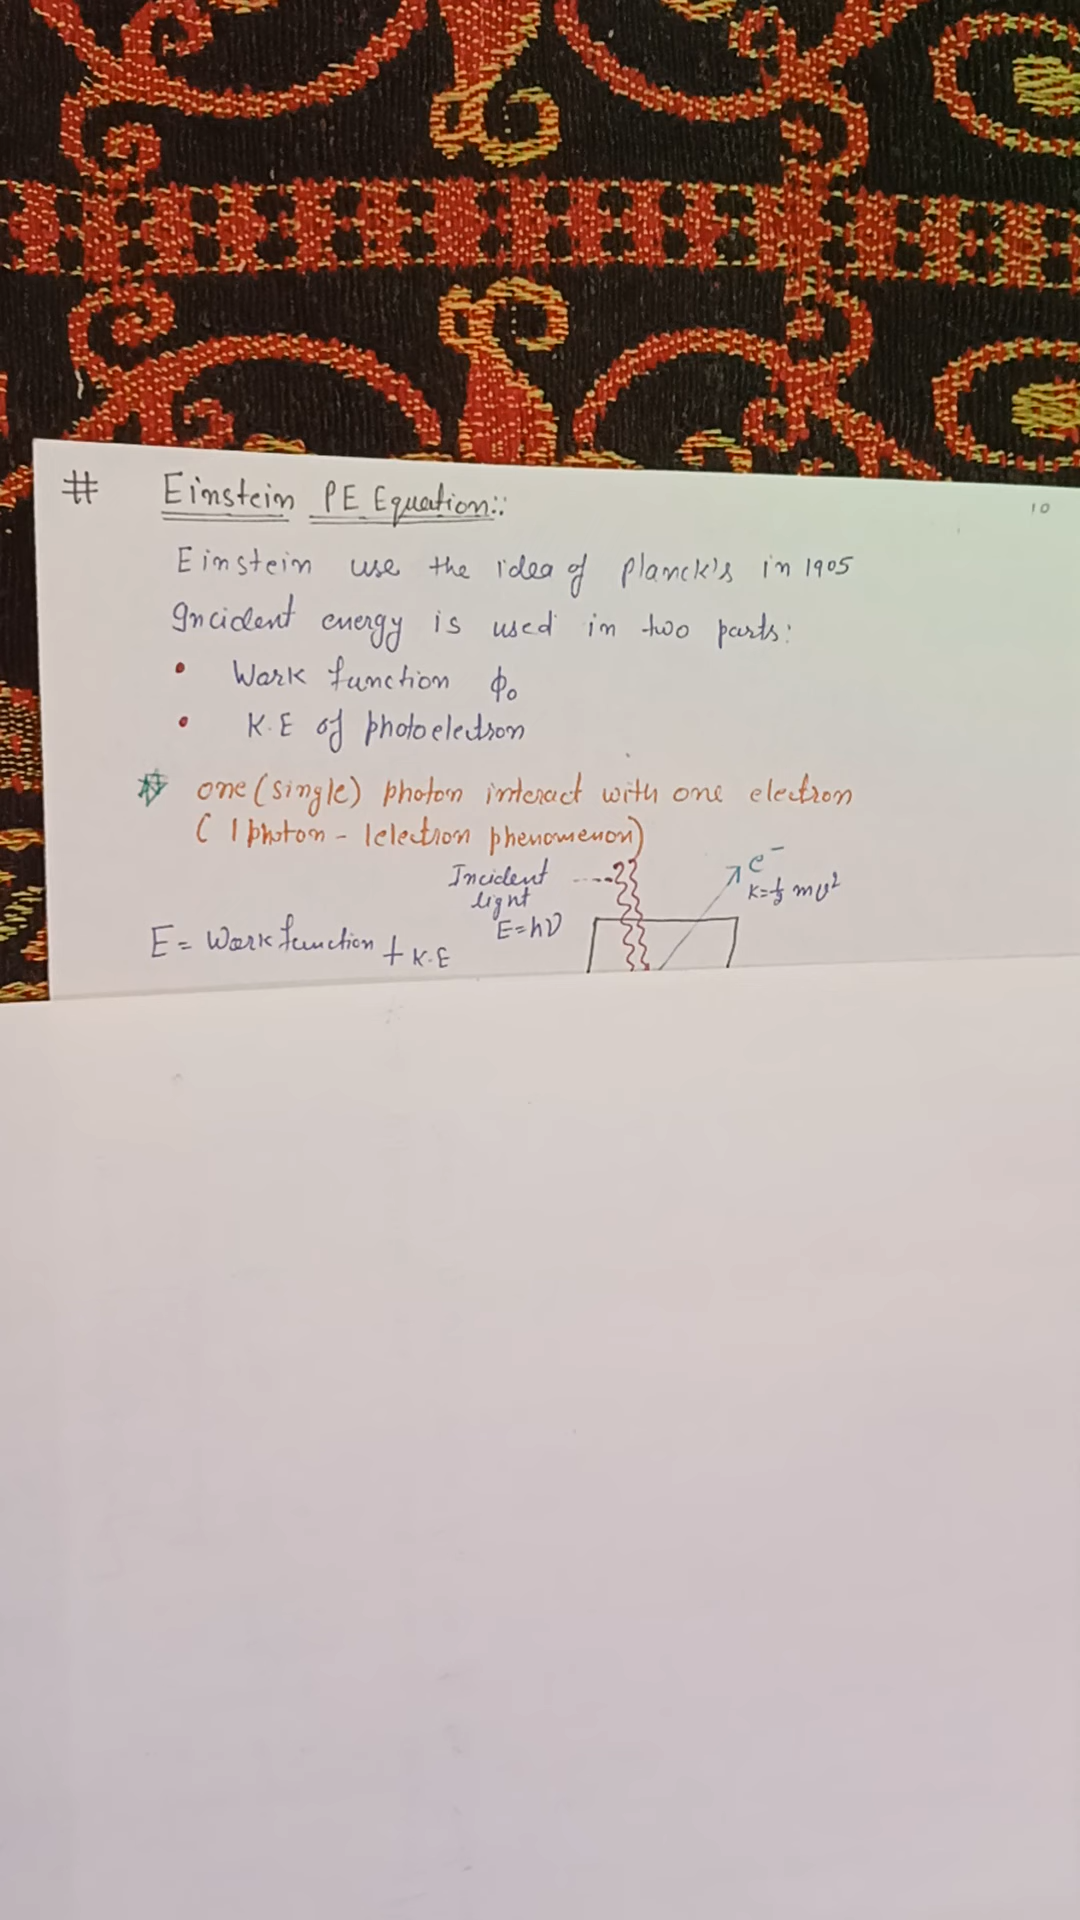 # Einstein PE Equation::
10
Einstein use the idea of planck's in 1905
Incident energy is used in two parts:
• Work function ϕ₀
• K.E of photoelectron
one (single) photon interact with one electron
( 1 photon - 1electron phenomenon)
Incident
light
E=hν
e⁻
K=½ mv²
E = Work function + K.E